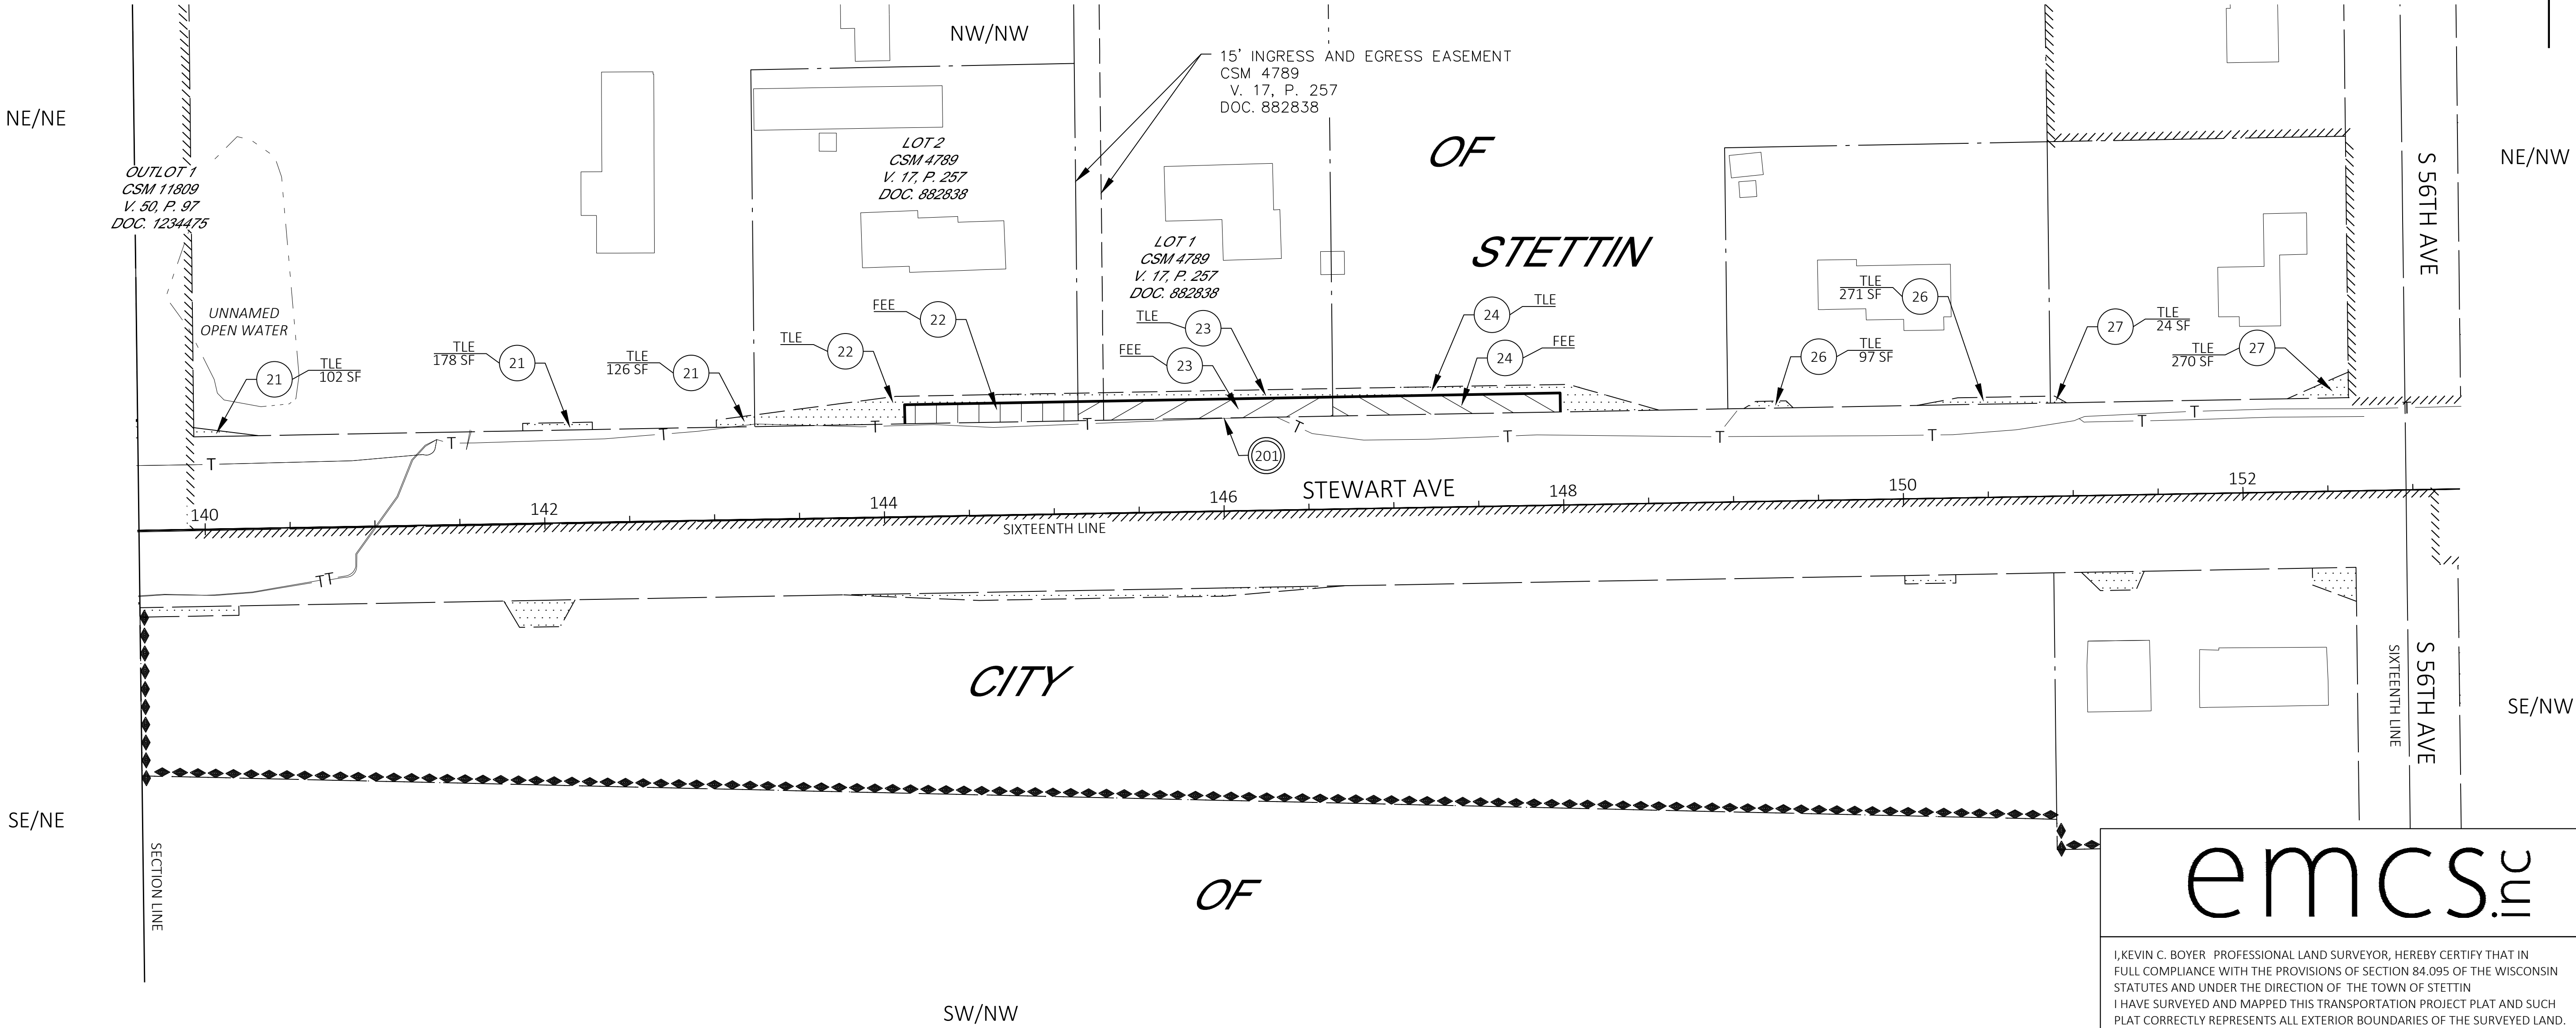 NW/NW
15' INGRESS AND EGRESS EASEMENT
CSM 4789
V. 17, P. 257
DOC. 882838
NE/NE
OF
NE/NW
S 56TH AVE
LOT 2
CSM 4789
V. 17, P. 257
DOC. 882838
OUTLOT 1
CSM 11809
V. 50, P. 97
DOC. 1234475
STETTIN
LOT 1
CSM 4789
V. 17, P. 257
DOC. 882838
UNNAMED
OPEN WATER
21
TLE
102 SF
TLE
178 SF
21
TLE
126 SF
21
TLE
22
FEE
22
TLE
23
FEE
23
24
TLE
24
FEE
TLE
271 SF
26
26
TLE
97 SF
27
TLE
24 SF
TLE
270 SF
27
T
T
T
T
T
T
T
T
T
T
T
201
STEWART AVE
140
142
144
146
148
150
152
SIXTEENTH LINE
TT
CITY
SIXTEENTH LINE
S 56TH AVE
SE/NW
SE/NE
SECTION LINE
OF
SW/NW
emcs.inc
I,KEVIN C. BOYER PROFESSIONAL LAND SURVEYOR, HEREBY CERTIFY THAT IN
FULL COMPLIANCE WITH THE PROVISIONS OF SECTION 84.095 OF THE WISCONSIN
STATUTES AND UNDER THE DIRECTION OF THE TOWN OF STETTIN
I HAVE SURVEYED AND MAPPED THIS TRANSPORTATION PROJECT PLAT AND SUCH
PLAT CORRECTLY REPRESENTS ALL EXTERIOR BOUNDARIES OF THE SURVEYED LAND.